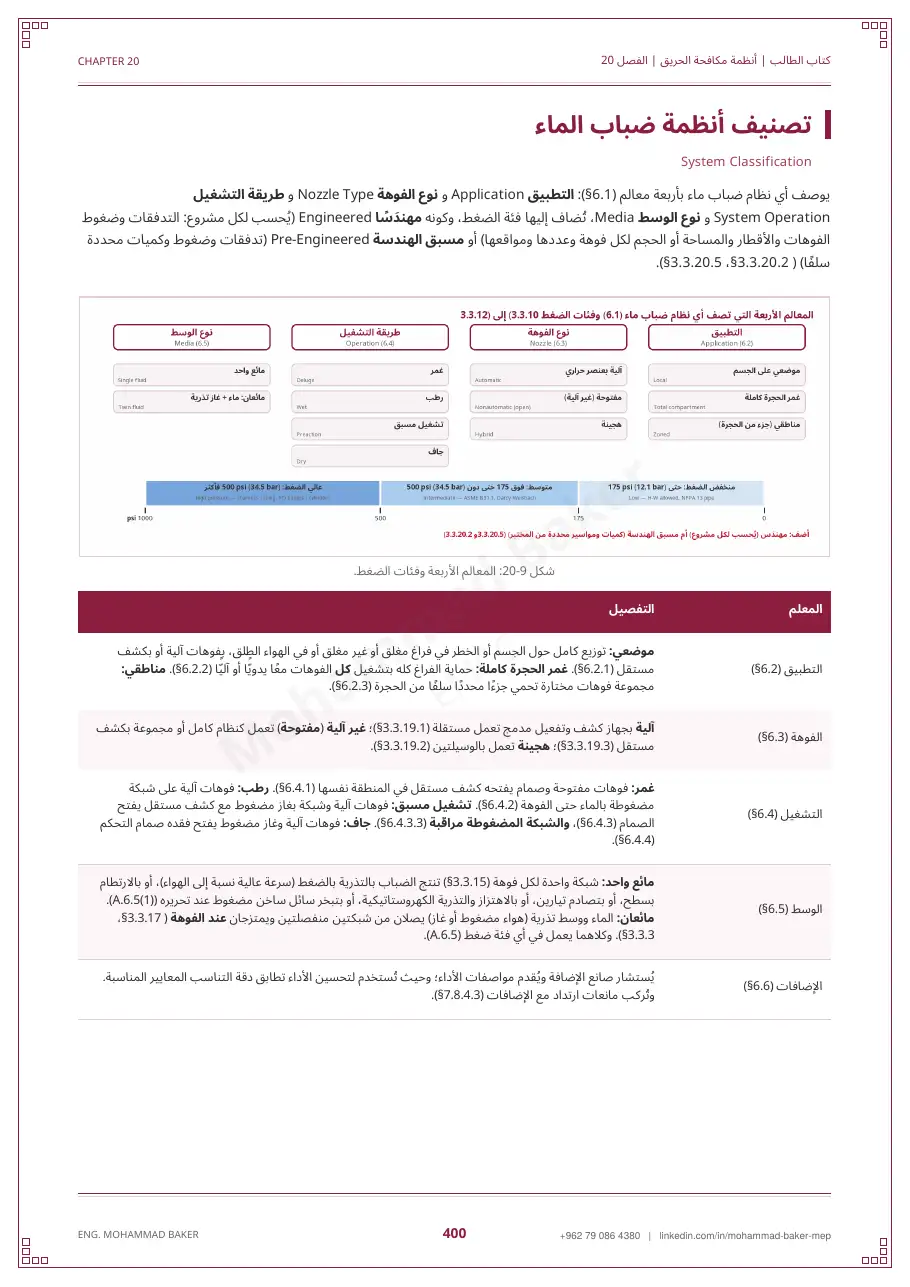 CHAPTER 20
كتاب الطالب | أنظمة مكافحة الحريق | الفصل 20
تصنيف أنظمة ضباب الماء
System Classification
يوصف أي نظام ضباب ماء بأربعة معالم (§6.1): التطبيق Application و نوع الفوهة Nozzle Type و طريقة التشغيل
System Operation و نوع الوسط Media، تُضاف إليها فئة الضغط، وكونه مهندَسًا Engineered (يُحسب لكل مشروع: التدفقات وضغوط
الفوهات والأقطار والمساحة أو الحجم لكل فوهة وعددها ومواقعها) أو مسبق الهندسة Pre-Engineered (تدفقات وضغوط وكميات محددة
سلفًا) ( §3.3.20.2، §3.3.20.5).
المعالم الأربعة التي تصف أي نظام ضباب ماء (6.1) وفئات الضغط 3.3.10) إلى (3.3.12
التطبيق
Application (6.2)
نوع الفوهة
Nozzle (6.3)
طريقة التشغيل
Operation (6.4)
نوع الوسط
Media (6.5)
موضعي على الجسم
Local
آلية بعنصر حراري
Automatic
غمر
Deluge
مائع واحد
Single fluid
غمر الحجرة كاملة
Total compartment
مفتوحة (غير آلية)
Nonautomatic (open)
رطب
Wet
مائعان: ماء + غاز تذرية
Twin fluid
مناطقي (جزء من الحجرة)
Zoned
هجينة
Hybrid
تشغيل مسبق
Preaction
جاف
Dry
منخفض الضغط: حتى 175 psi (12.1 bar)
Low — H-W allowed, NFPA 13 pipe
متوسط: فوق 175 حتى دون 500 psi (34.5 bar)
Intermediate — ASME B31.1, Darcy Weisbach
عالي الضغط: 500 psi (34.5 bar) فأكثر
0
175
500
1000 psi
أضف: مهندس (يُحسب لكل مشروع) أم مسبق الهندسة (كميات ومواسير محددة من المختبر) (3.3.20.5و 3.3.20.2)
شكل 9-20: المعالم الأربعة وفئات الضغط.
المعلم
التفصيل
التطبيق (§6.2)
موضعي: توزيع كامل حول الجسم أو الخطر في فراغ مغلق أو غير مغلق أو في الهواء الطلق، بفوهات آلية أو بكشف
مستقل (§6.2.1). غمر الحجرة كاملة: حماية الفراغ كله بتشغيل كل الفوهات معًا يدويًا أو آليًا (§6.2.2). مناطقي:
مجموعة فوهات مختارة تحمي جزءًا محددًا سلفًا من الحجرة (§6.2.3).
الفوهة (§6.3)
آلية بجهاز كشف وتفعيل مدمج تعمل مستقلة (§3.3.19.1)؛ غير آلية (مفتوحة) تعمل كنظام كامل أو مجموعة بكشف
مستقل (§3.3.19.3)؛ هجينة تعمل بالوسيلتين (§3.3.19.2).
التشغيل (§6.4)
غمر: فوهات مفتوحة وصمام يفتحه كشف مستقل في المنطقة نفسها (§6.4.1). رطب: فوهات آلية على شبكة
مضغوطة بالماء حتى الفوهة (§6.4.2). تشغيل مسبق: فوهات آلية وشبكة بغاز مضغوط مع كشف مستقل يفتح
الصمام (§6.4.3)، والشبكة المضغوطة مراقبة (§6.4.3.3). جاف: فوهات آلية وغاز مضغوط يفتح فقده صمام التحكم
(§6.4.4).
الوسط (§6.5)
مائع واحد: شبكة واحدة لكل فوهة (§3.3.15) تنتج الضباب بالتذرية بالضغط (سرعة عالية نسبة إلى الهواء)، أو بالارتطام
بسطح، أو بتصادم تيارين، أو بالاهتزاز والتذرية الكهروستاتيكية، أو بتبخر سائل ساخن مضغوط عند تحريره (A.6.5(1)).
مائعان: الماء ووسط تذرية (هواء مضغوط أو غاز) يصلان من شبكتين منفصلتين ويمتزجان عند الفوهة ( §3.3.17،
§3.3.3). وكلاهما يعمل في أي فئة ضغط (A.6.5).
الإضافات (§6.6)
يُستشار صانع الإضافة ويُقدم مواصفات الأداء؛ وحيث تُستخدم لتحسين الأداء تطابق دقة التناسب المعايير المناسبة.
وتُركب مانعات ارتداد مع الإضافات (§7.8.4.3).
Mohammad Baker
ENG. MOHAMMAD BAKER
400
+962 79 086 4380 | linkedin.com/in/mohammad-baker-mep